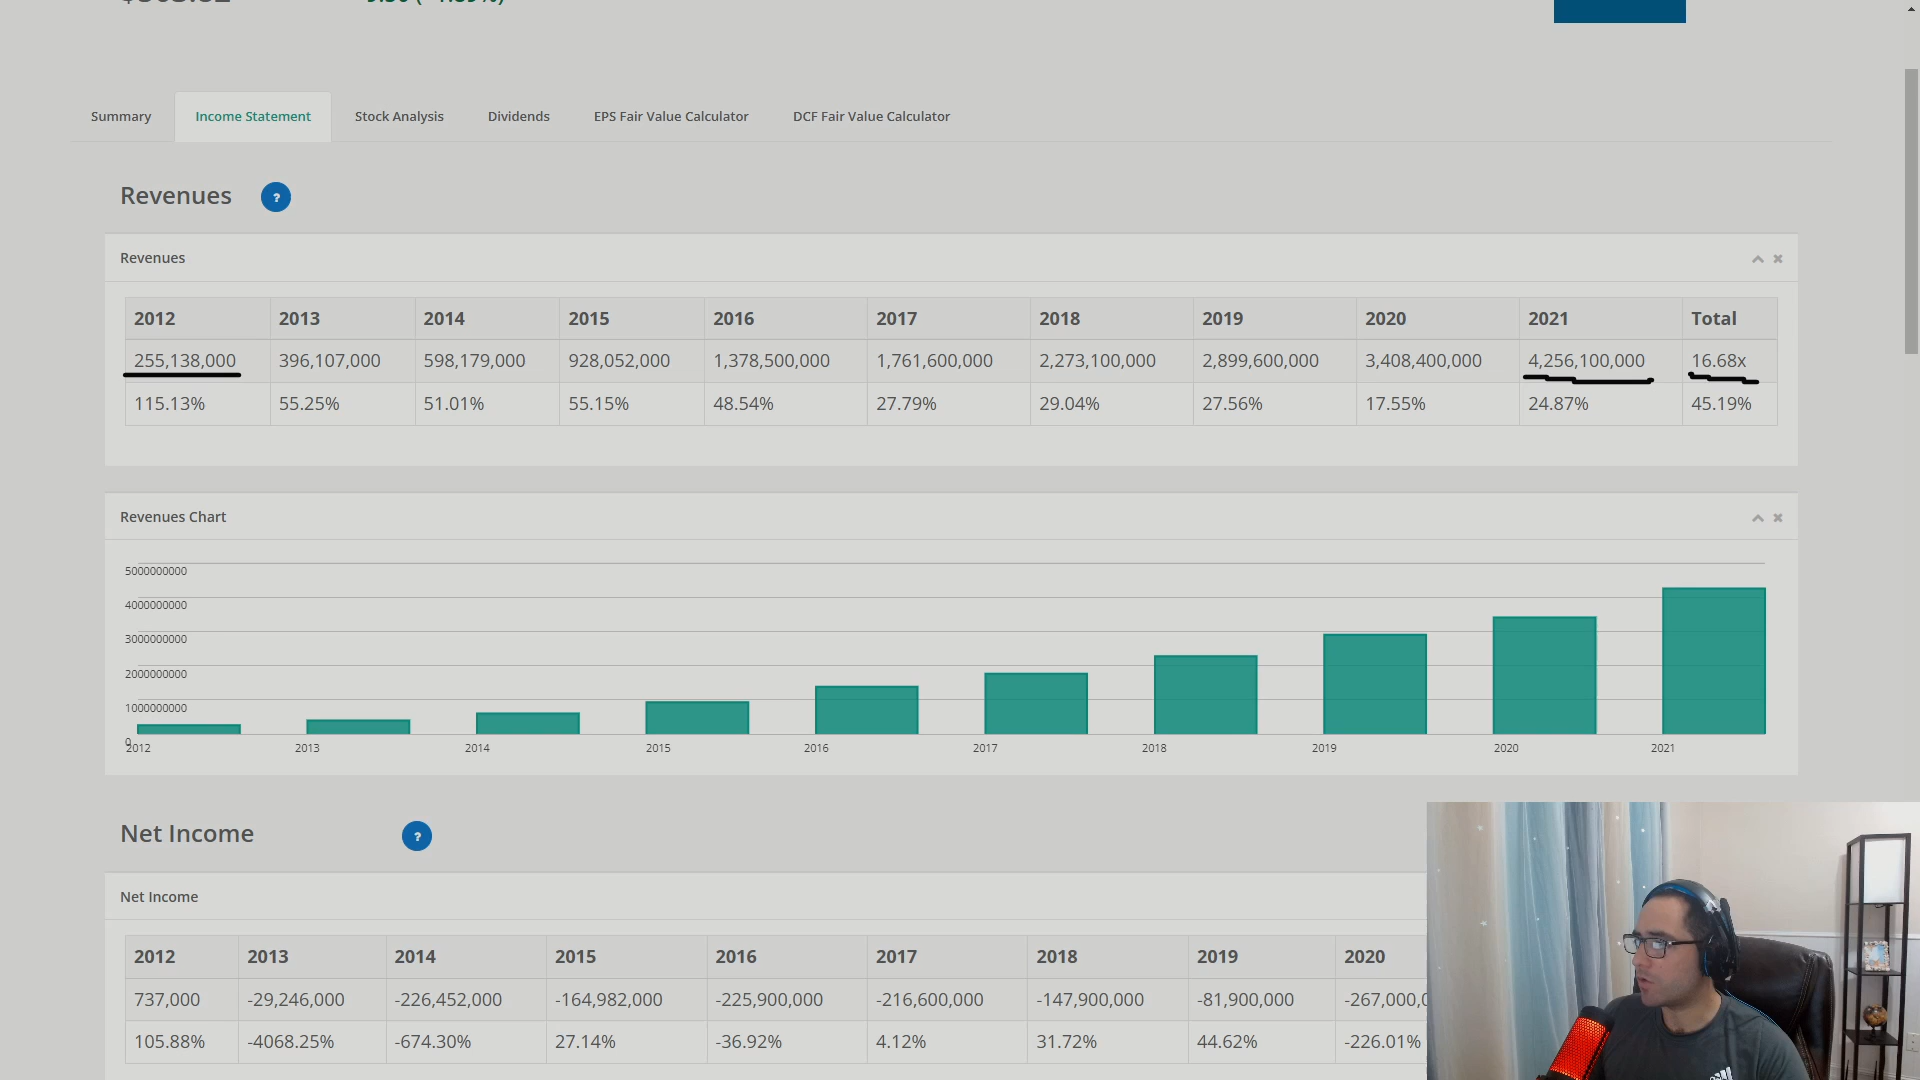 Summary Income Statement Stock Analysis Dividends EPS Fair Value Calculator DCF Fair Value Calculator
Revenues ?
Revenues
2012 2013 2014 2015 2016 2017 2018 2019 2020 2021 Total
255,138,000 396,107,000 598,179,000 928,052,000 1,378,500,000 1,761,600,000 2,273,100,000 2,899,600,000 3,408,400,000 4,256,100,000 16.68x
115.13% 55.25% 51.01% 55.15% 48.54% 27.79% 29.04% 27.56% 17.55% 24.87% 45.19%
Revenues Chart
5000000000
4000000000
3000000000
2000000000
1000000000
0
2012 2013 2014 2015 2016 2017 2018 2019 2020 2021
Net Income ?
Net Income
2012 2013 2014 2015 2016 2017 2018 2019 2020
737,000 -29,246,000 -226,452,000 -164,982,000 -225,900,000 -216,600,000 -147,900,000 -81,900,000
105.88% -4068.25% -674.30% 27.14% -36.92% 4.12% 31.72% 44.62% -226.01%